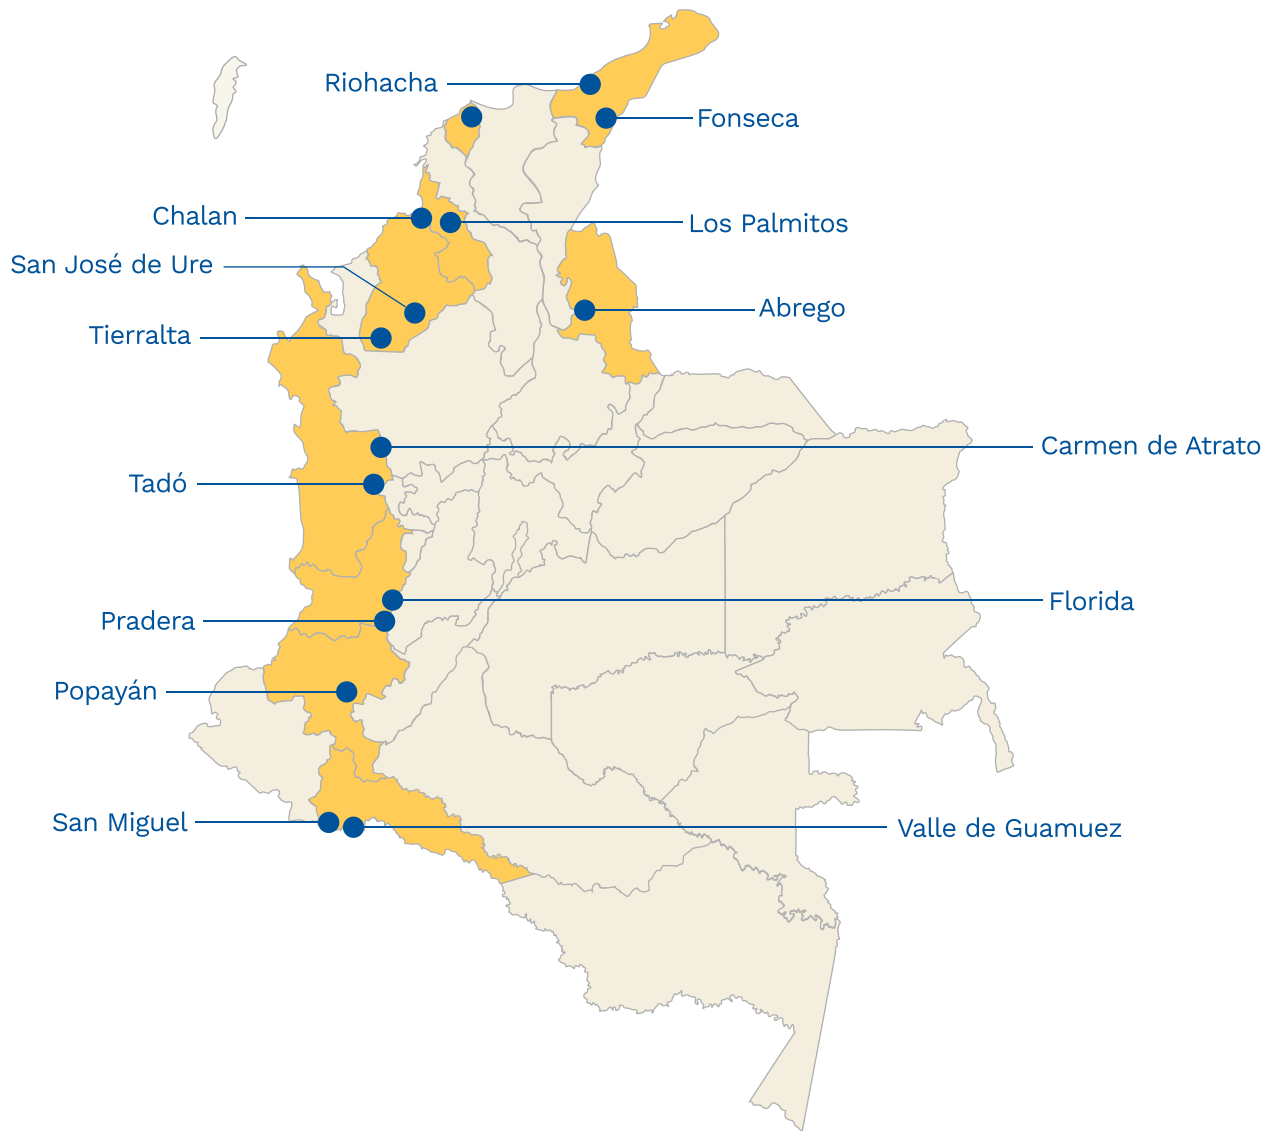 Riohacha
Fonseca
Chalan
Los Palmitos
San José de Ure
Abrego
Tierralta
Carmen de Atrato
Tadó
Florida
Pradera
Popayán
San Miguel
Valle de Guamuez